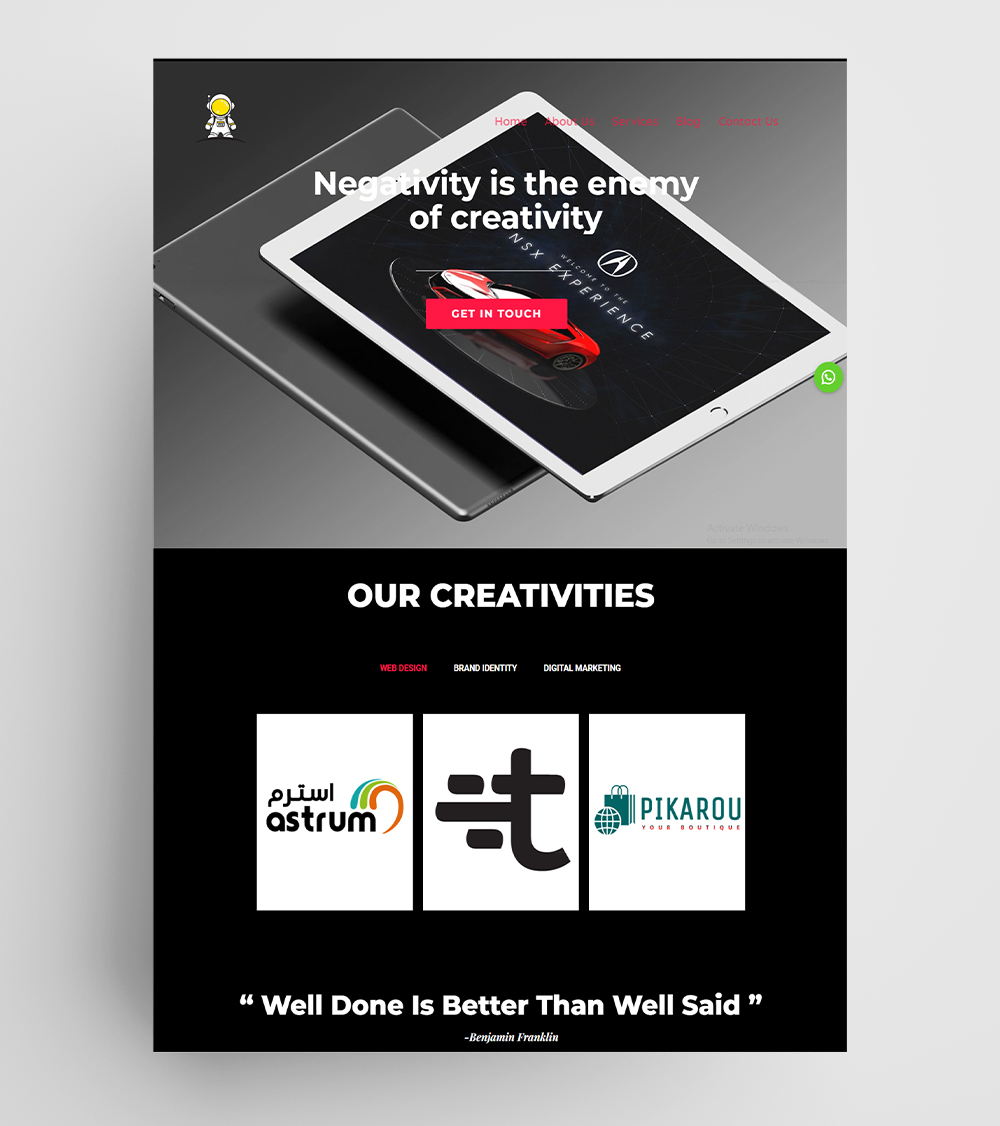 Home About Us Services Blog Contact Us
Negativity is the enemy
of creativity
WELCOME TO THE
NSX EXPERIENCE
GET IN TOUCH
Activate Windows
Go to Settings to activate Windows
OUR CREATIVITIES
WEB DESIGN BRAND IDENTITY DIGITAL MARKETING
استرم
astrum
t
PIKAROU
YOUR BOUTIQUE
“ Well Done Is Better Than Well Said ”
-Benjamin Franklin